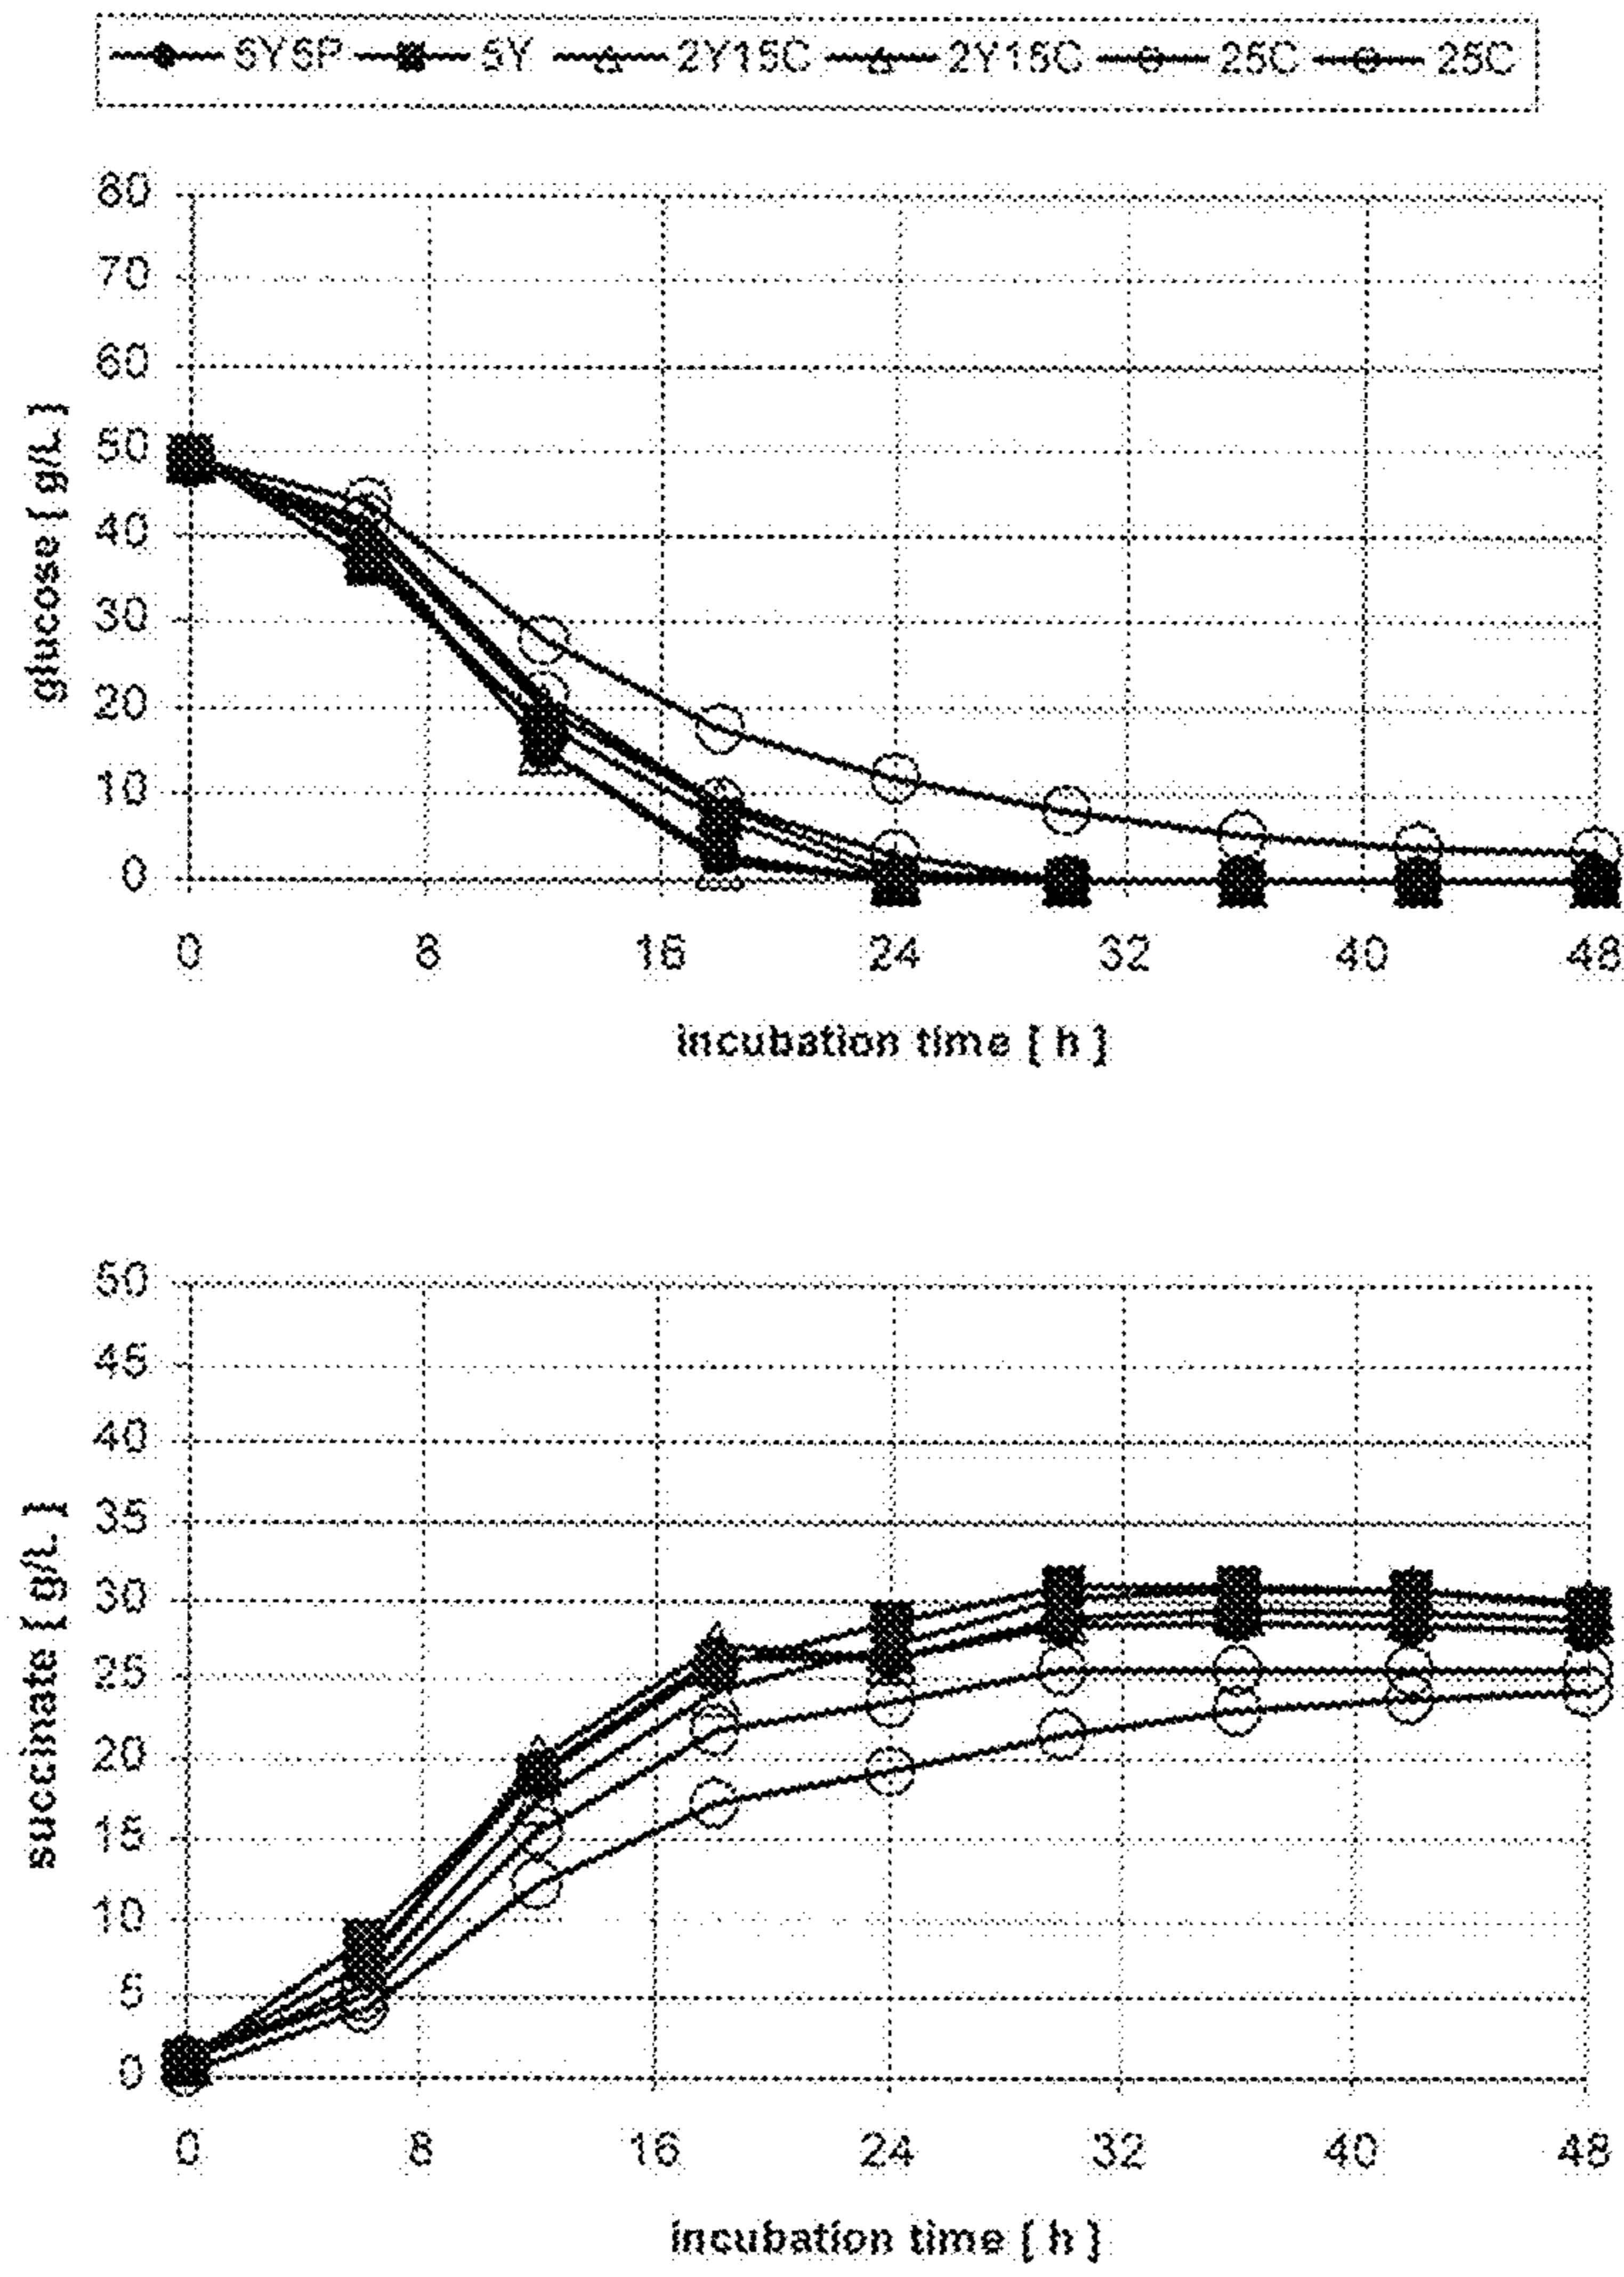 5Y5P 5Y 2Y15C 2Y15C 25C 25C
80
70
60
50
40
30
20
10
0
glucose [ g/L ]
0 8 16 24 32 40 48
incubation time [ h ]
50
45
40
35
30
25
20
15
10
5
0
succinate [ g/L ]
0 8 16 24 32 40 48
incubation time [ h ]